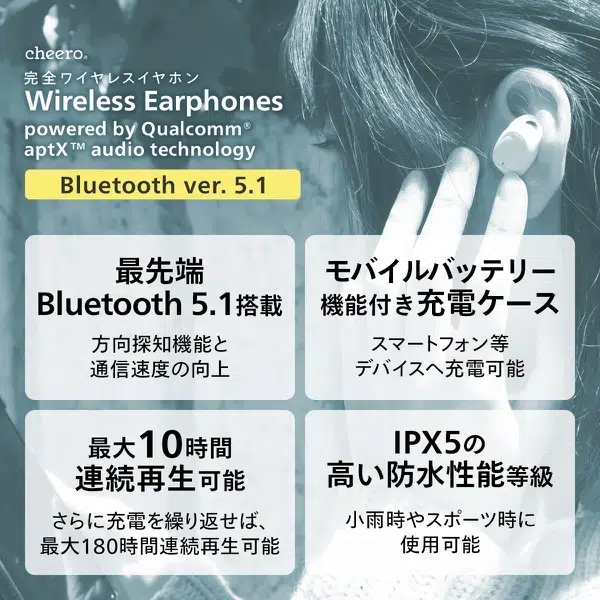 cheero®
完全ワイヤレスイヤホン
Wireless Earphones
powered by Qualcomm®
aptX™ audio technology
Bluetooth ver. 5.1
最先端
Bluetooth 5.1搭載
方向探知機能と
通信速度の向上
モバイルバッテリー
機能付き充電ケース
スマートフォン等
デバイスへ充電可能
最大10時間
連続再生可能
さらに充電を繰り返せば、
最大180時間連続再生可能
IPX5の
高い防水性能等級
小雨時やスポーツ時に
使用可能